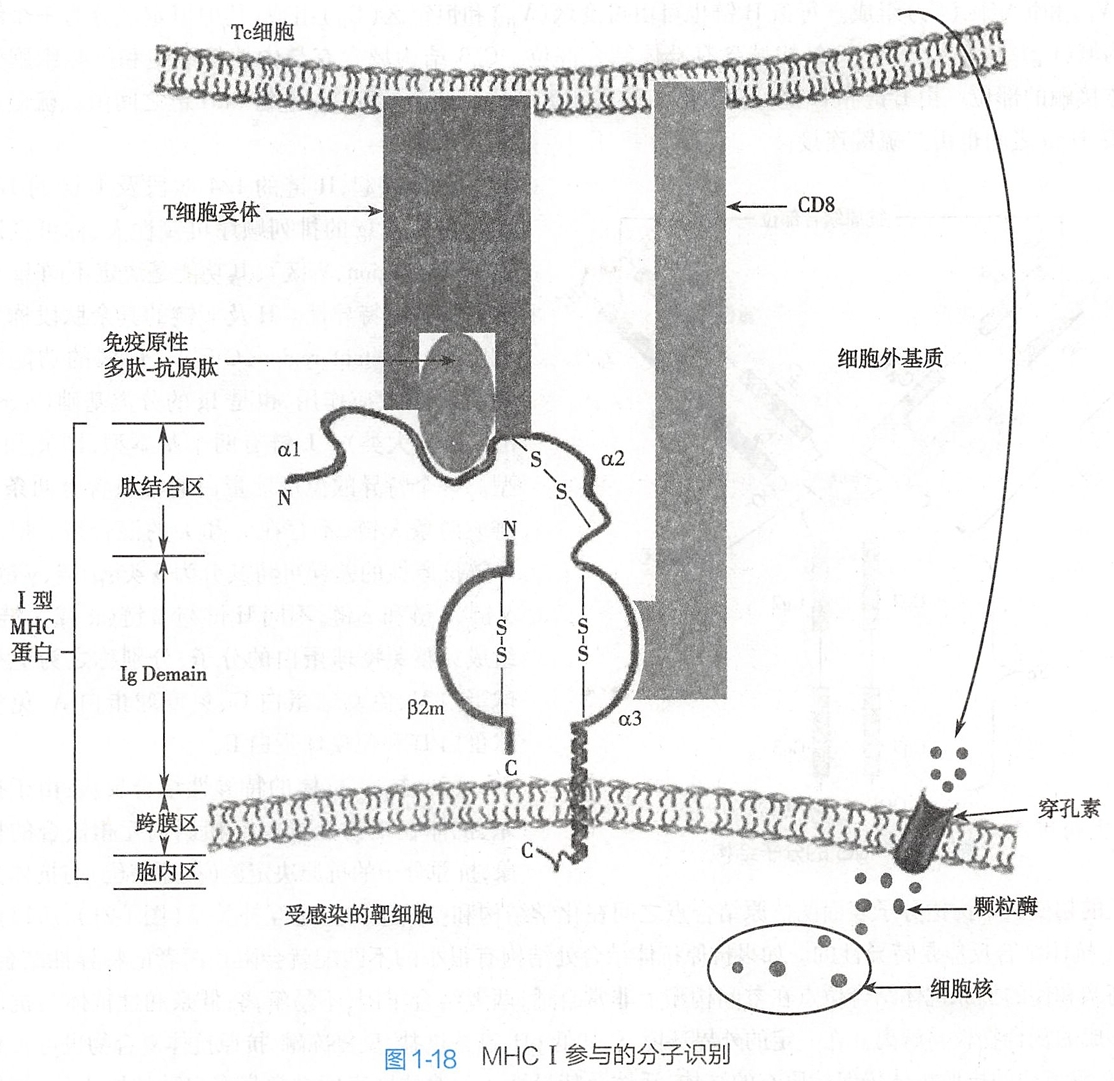 Tc细胞
T细胞受体
CD8
免疫原性
多肽-抗原肽
细胞外基质
α1
N
S
S
α2
肽结合区
N
Ⅰ型
MHC
蛋白
Ig Demain
S
S
S
S
β2m
α3
C
跨膜区
穿孔素
胞内区
C
受感染的靶细胞
颗粒酶
细胞核
图1-18 MHCⅠ参与的分子识别